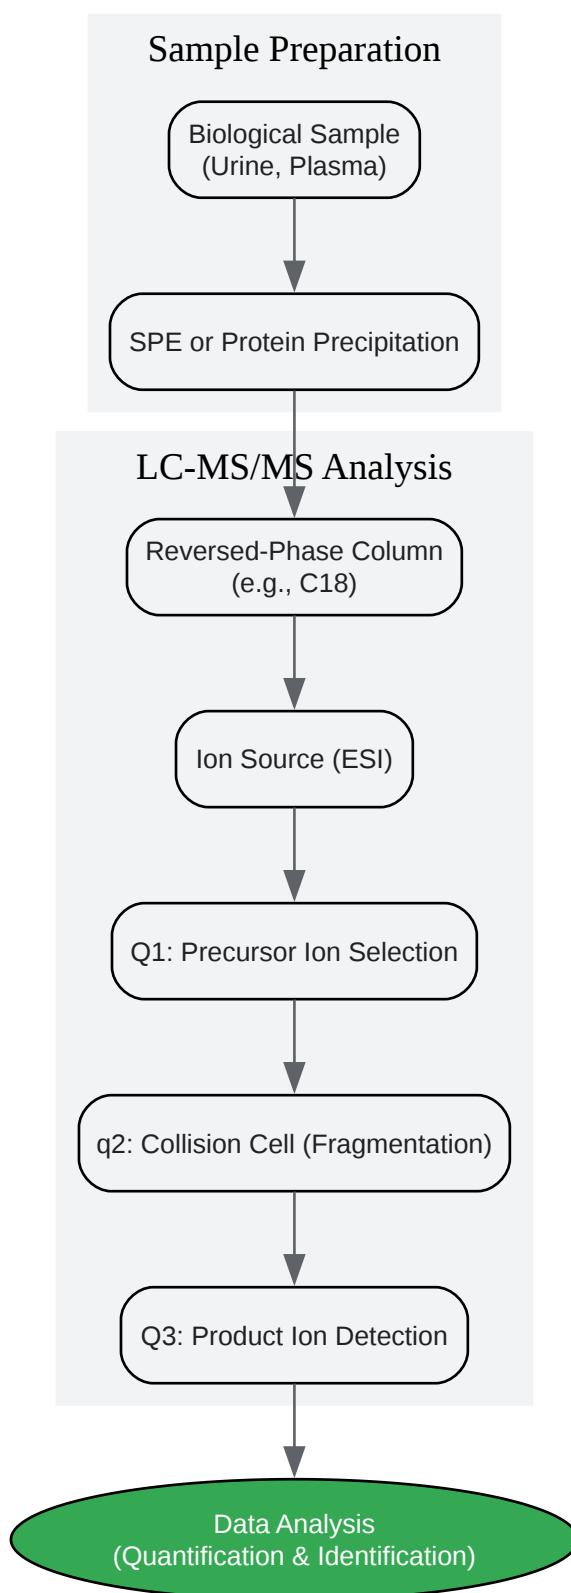 Sample Preparation
Biological Sample
(Urine, Plasma)
SPE or Protein Precipitation
LC-MS/MS Analysis
Reversed-Phase Column
(e.g., C18)
Ion Source (ESI)
Q1: Precursor Ion Selection
q2: Collision Cell (Fragmentation)
Q3: Product Ion Detection
Data Analysis
(Quantification & Identification)